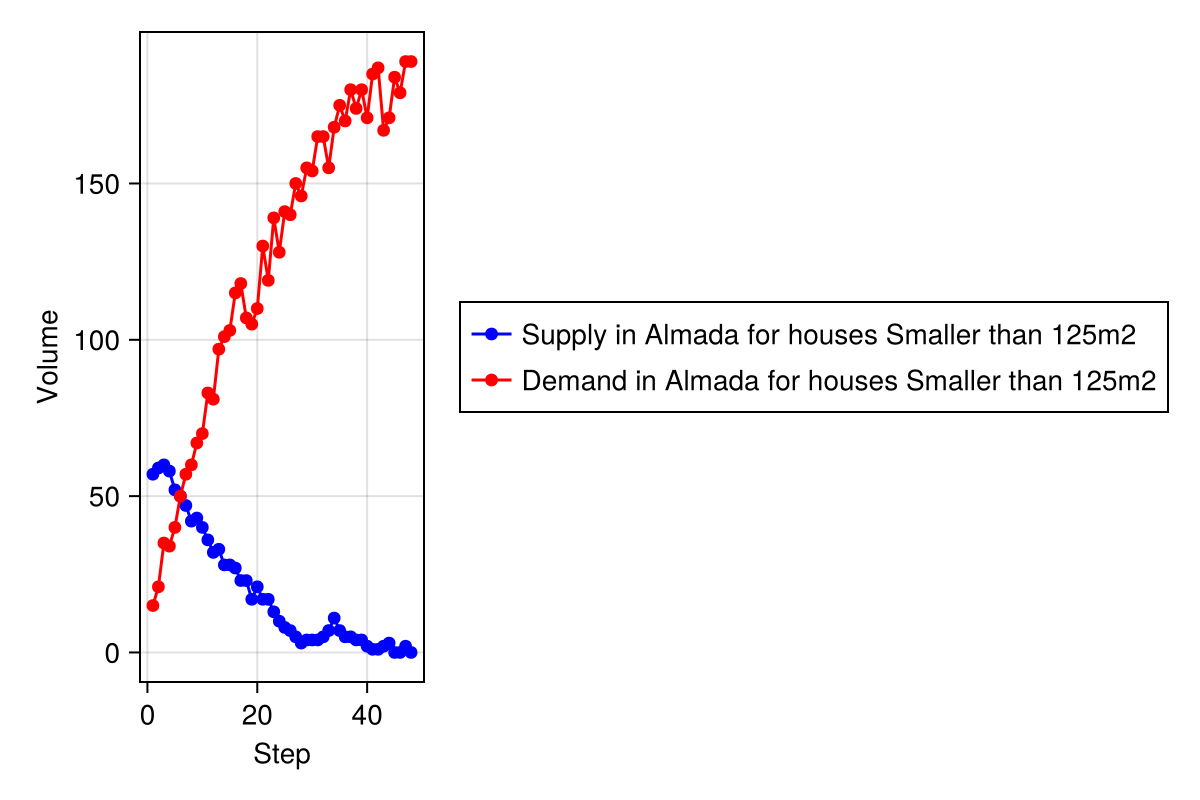 Volume
150
100
50
0
0 20 40
Step
Supply in Almada for houses Smaller than 125m2
Demand in Almada for houses Smaller than 125m2